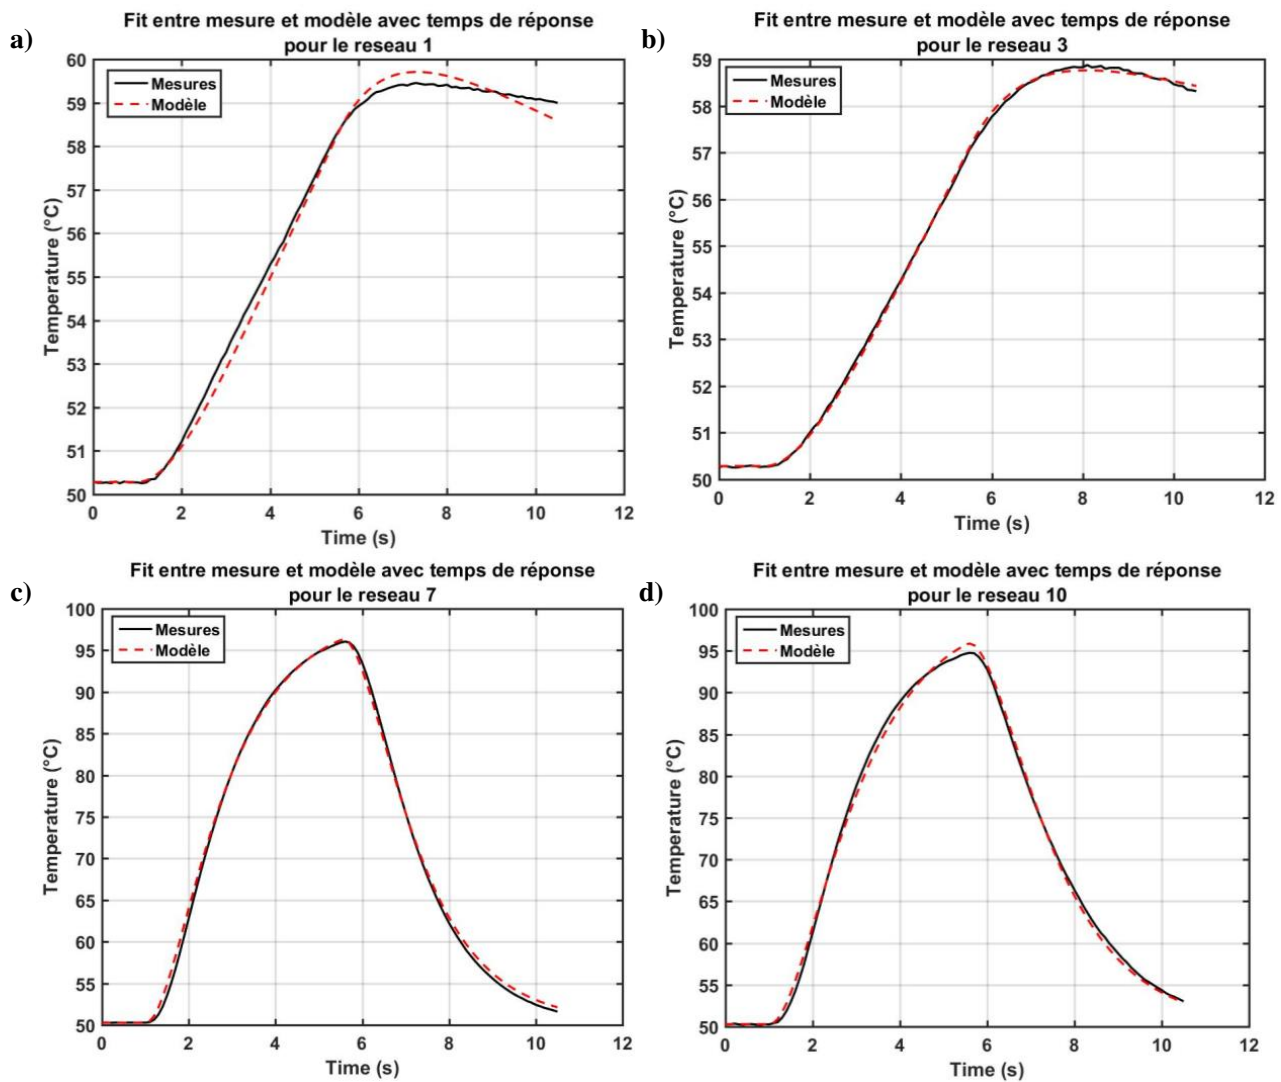 a)
Fit entre mesure et modèle avec temps de réponse
pour le reseau 1
Mesures
Modèle
Temperature (°C)
60
59
58
57
56
55
54
53
52
51
50
0 2 4 6 8 10 12
Time (s)
b)
Fit entre mesure et modèle avec temps de réponse
pour le reseau 3
Mesures
Modèle
Temperature (°C)
59
58
57
56
55
54
53
52
51
50
0 2 4 6 8 10 12
Time (s)
c)
Fit entre mesure et modèle avec temps de réponse
pour le reseau 7
Mesures
Modèle
Temperature (°C)
100
95
90
85
80
75
70
65
60
55
50
0 2 4 6 8 10 12
Time (s)
d)
Fit entre mesure et modèle avec temps de réponse
pour le reseau 10
Mesures
Modèle
Temperature (°C)
100
95
90
85
80
75
70
65
60
55
50
0 2 4 6 8 10 12
Time (s)